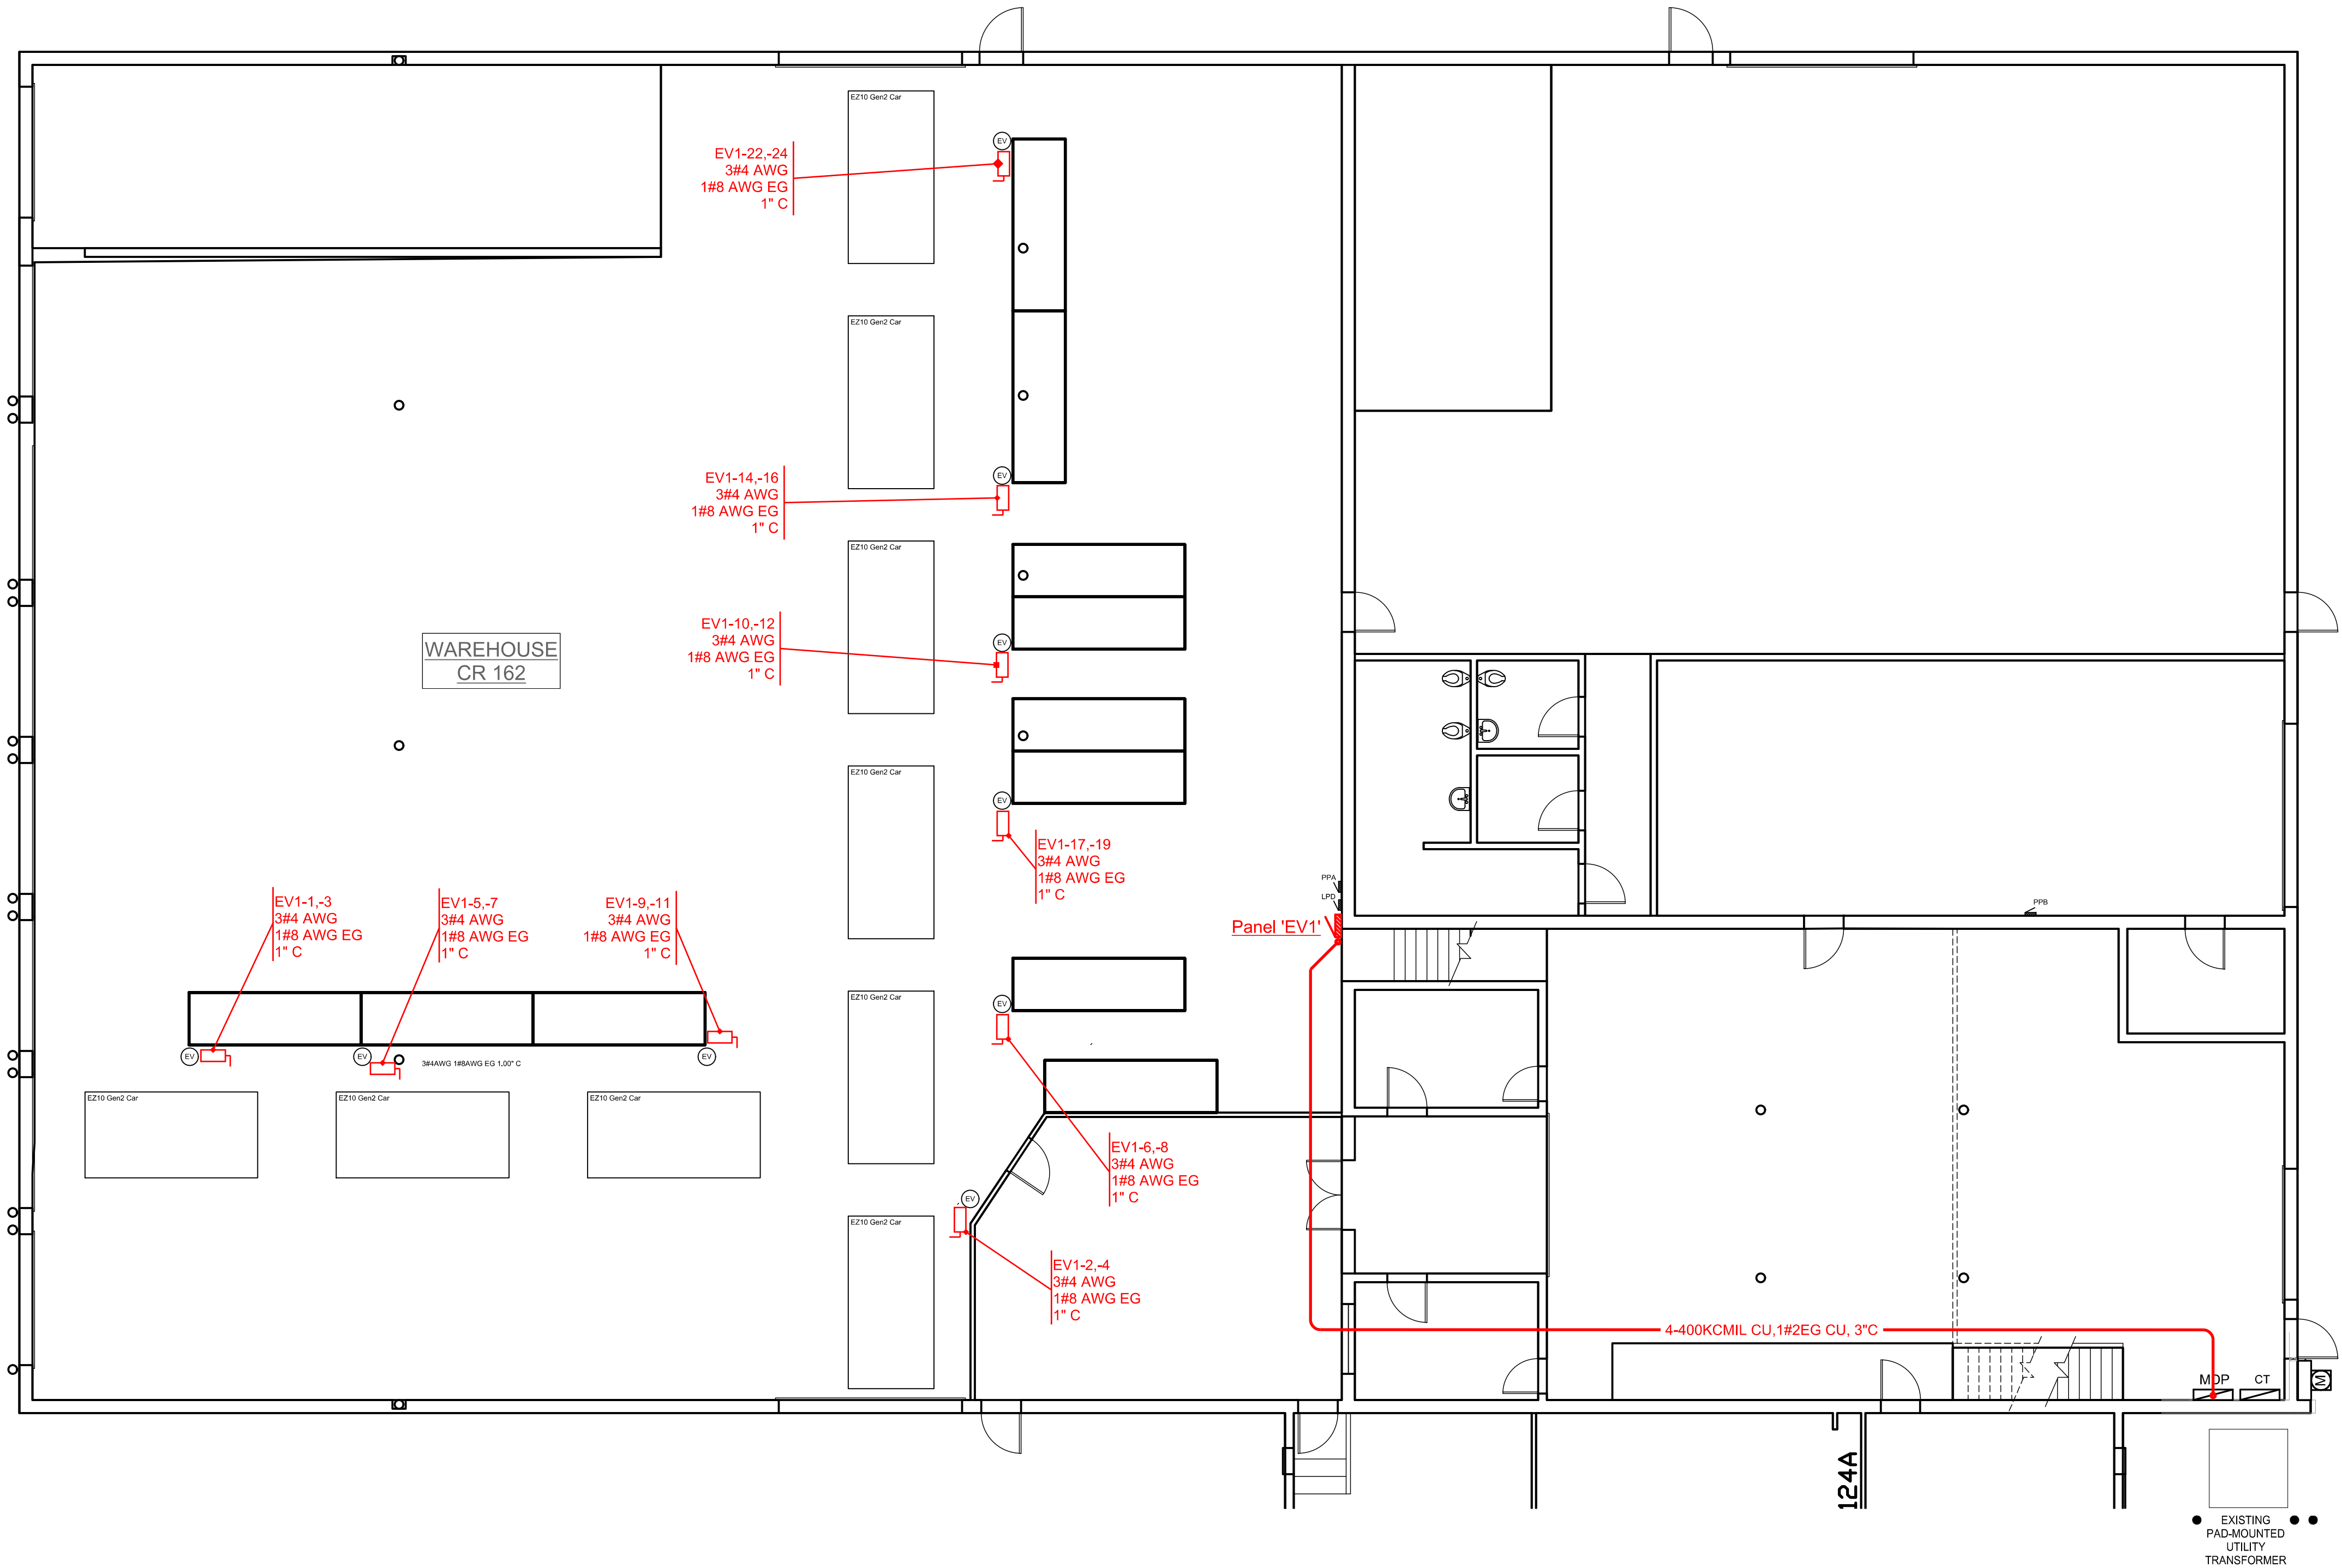 EZ10 Gen2 Car
EV
EV1-22,-24
3#4 AWG
1#8 AWG EG
1" C
EZ10 Gen2 Car
EV
EV1-14,-16
3#4 AWG
1#8 AWG EG
1" C
EZ10 Gen2 Car
EV1-10,-12
3#4 AWG
1#8 AWG EG
1" C
EV
WAREHOUSE
CR 162
EZ10 Gen2 Car
EV
EV1-17,-19
3#4 AWG
1#8 AWG EG
1" C
PPA
LPD
Panel 'EV1'
PPB
EV1-1,-3
3#4 AWG
1#8 AWG EG
1" C
EV1-5,-7
3#4 AWG
1#8 AWG EG
1" C
EV1-9,-11
3#4 AWG
1#8 AWG EG
1" C
EZ10 Gen2 Car
EV
EV
EV
EV
3#4AWG 1#8AWG EG 1,00" C
EZ10 Gen2 Car
EZ10 Gen2 Car
EZ10 Gen2 Car
EV1-6,-8
3#4 AWG
1#8 AWG EG
1" C
EV
EZ10 Gen2 Car
EV1-2,-4
3#4 AWG
1#8 AWG EG
1" C
4-400KCMIL CU,1#2EG CU, 3"C
MDP
CT
M
124A
EXISTING
PAD-MOUNTED
UTILITY
TRANSFORMER